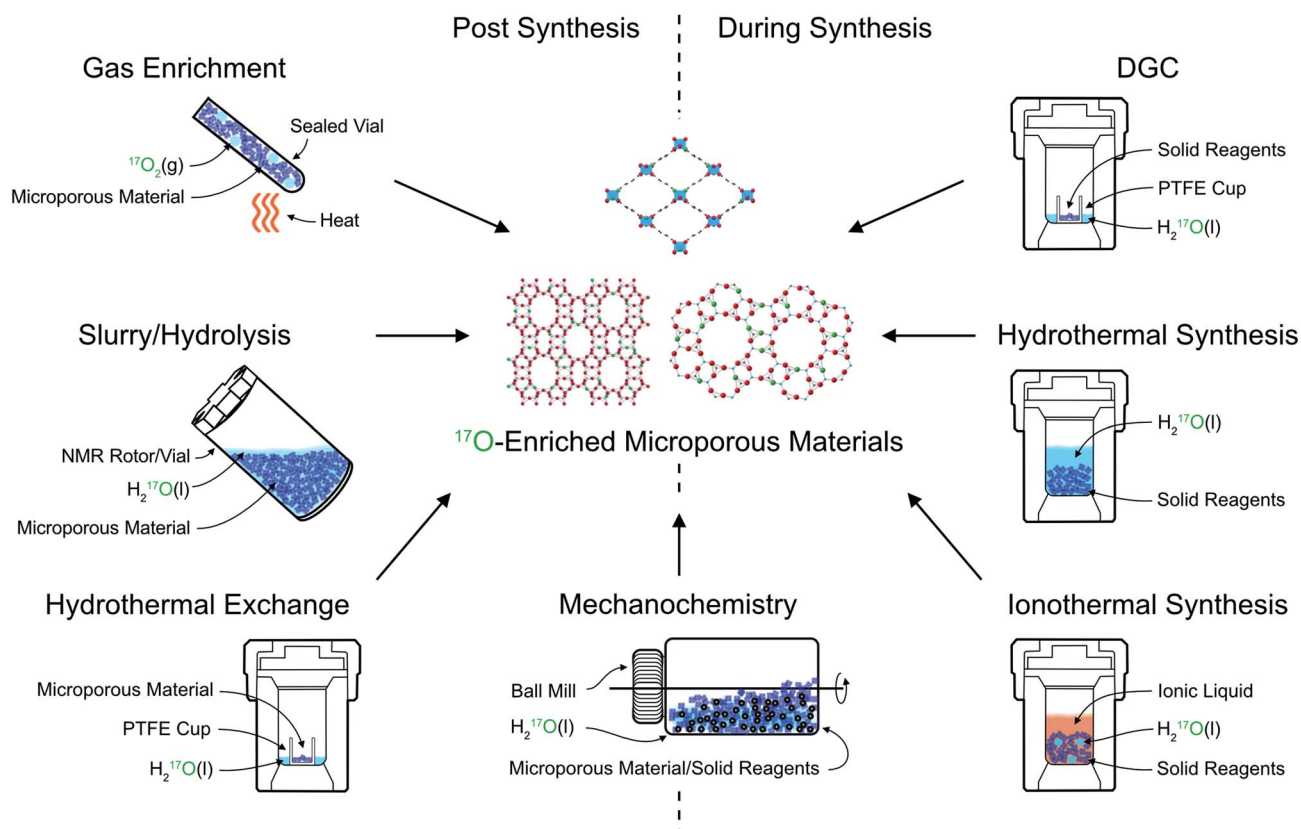 Post Synthesis
During Synthesis
Gas Enrichment
Sealed Vial
¹⁷O₂(g)
Microporous Material
Heat
DGC
Solid Reagents
PTFE Cup
H₂¹⁷O(l)
Slurry/Hydrolysis
NMR Rotor/Vial
H₂¹⁷O(l)
Microporous Material
Hydrothermal Synthesis
H₂¹⁷O(l)
Solid Reagents
¹⁷O-Enriched Microporous Materials
Hydrothermal Exchange
Microporous Material
PTFE Cup
H₂¹⁷O(l)
Mechanochemistry
Ball Mill
H₂¹⁷O(l)
Microporous Material/Solid Reagents
Ionothermal Synthesis
Ionic Liquid
H₂¹⁷O(l)
Solid Reagents